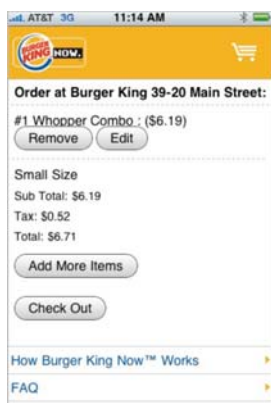 AT&T 3G 11:14 AM
BURGER KING NOW.
Order at Burger King 39-20 Main Street:
#1 Whopper Combo : ($6.19)
Remove Edit
Small Size
Sub Total: $6.19
Tax: $0.52
Total: $6.71
Add More Items
Check Out
How Burger King Now™ Works
FAQ